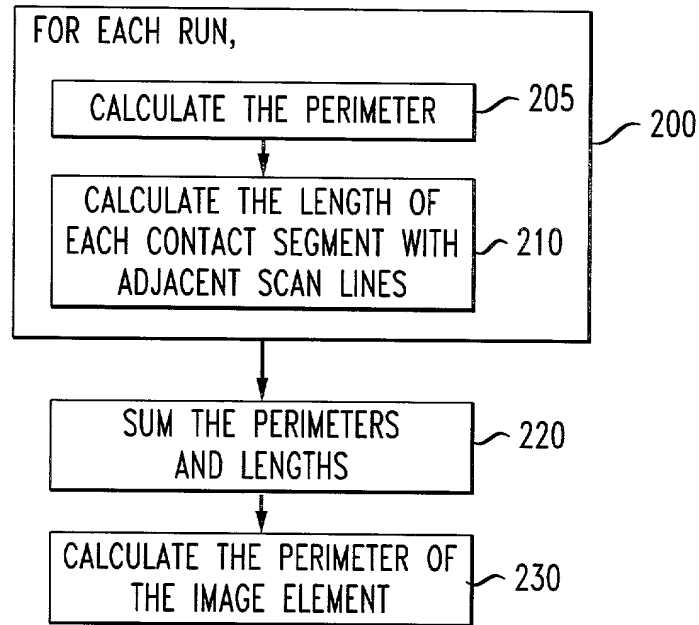 FOR EACH RUN,
CALCULATE THE PERIMETER
205
200
CALCULATE THE LENGTH OF
EACH CONTACT SEGMENT WITH
ADJACENT SCAN LINES
210
SUM THE PERIMETERS
AND LENGTHS
220
CALCULATE THE PERIMETER OF
THE IMAGE ELEMENT
230